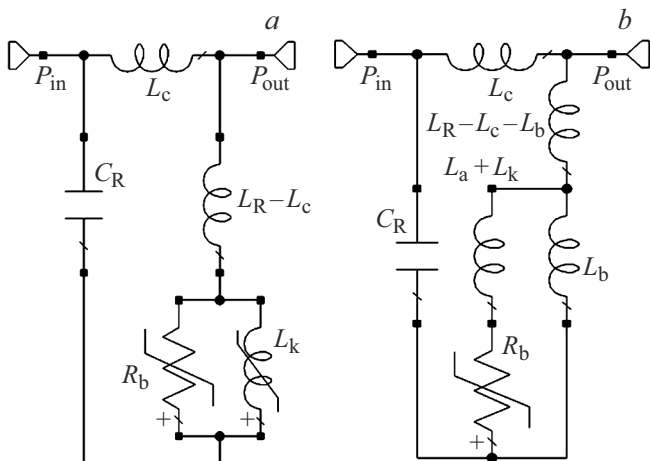 a
P_in
L_c
P_out
C_R
L_R−L_c
R_b
L_k
+
+
b
P_in
L_c
P_out
L_R−L_c−L_b
L_a+L_k
C_R
L_b
R_b
+